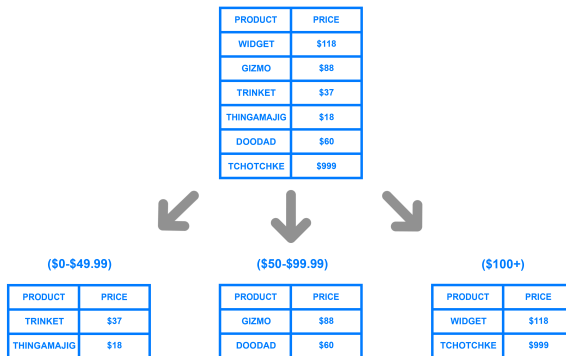 PRODUCT PRICE
WIDGET $118
GIZMO $88
TRINKET $37
THINGAMAJIG $18
DOODAD $60
TCHOTCHKE $999
($0-$49.99)
PRODUCT PRICE
TRINKET $37
THINGAMAJIG $18
($50-$99.99)
PRODUCT PRICE
GIZMO $88
DOODAD $60
($100+)
PRODUCT PRICE
WIDGET $118
TCHOTCHKE $999